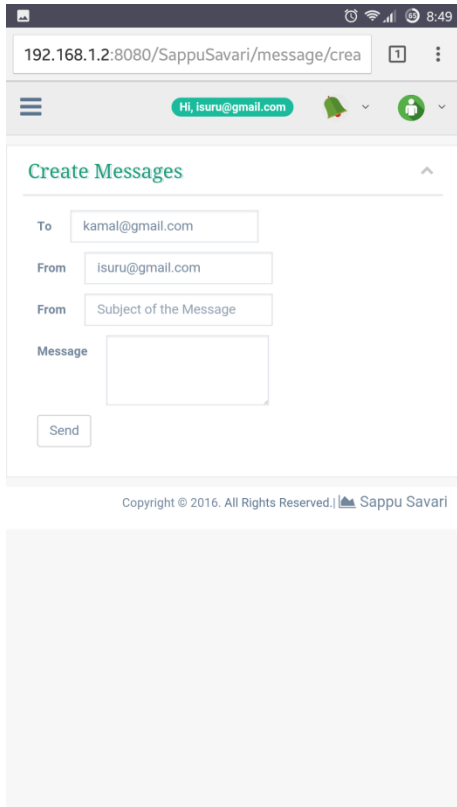 65 8:49
192.168.1.2:8080/SappuSavari/message/crea 1
Hi, isuru@gmail.com
Create Messages
To kamal@gmail.com
From isuru@gmail.com
From Subject of the Message
Message
Send
Copyright © 2016. All Rights Reserved.| Sappu Savari